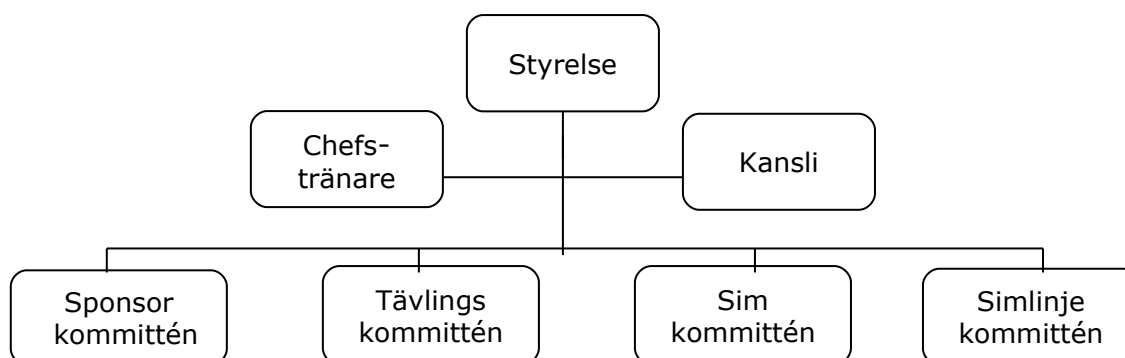 Styrelse
Chefs-
tränare
Kansli
Sponsor
kommittén
Tävlings
kommittén
Sim
kommittén
Simlinje
kommittén